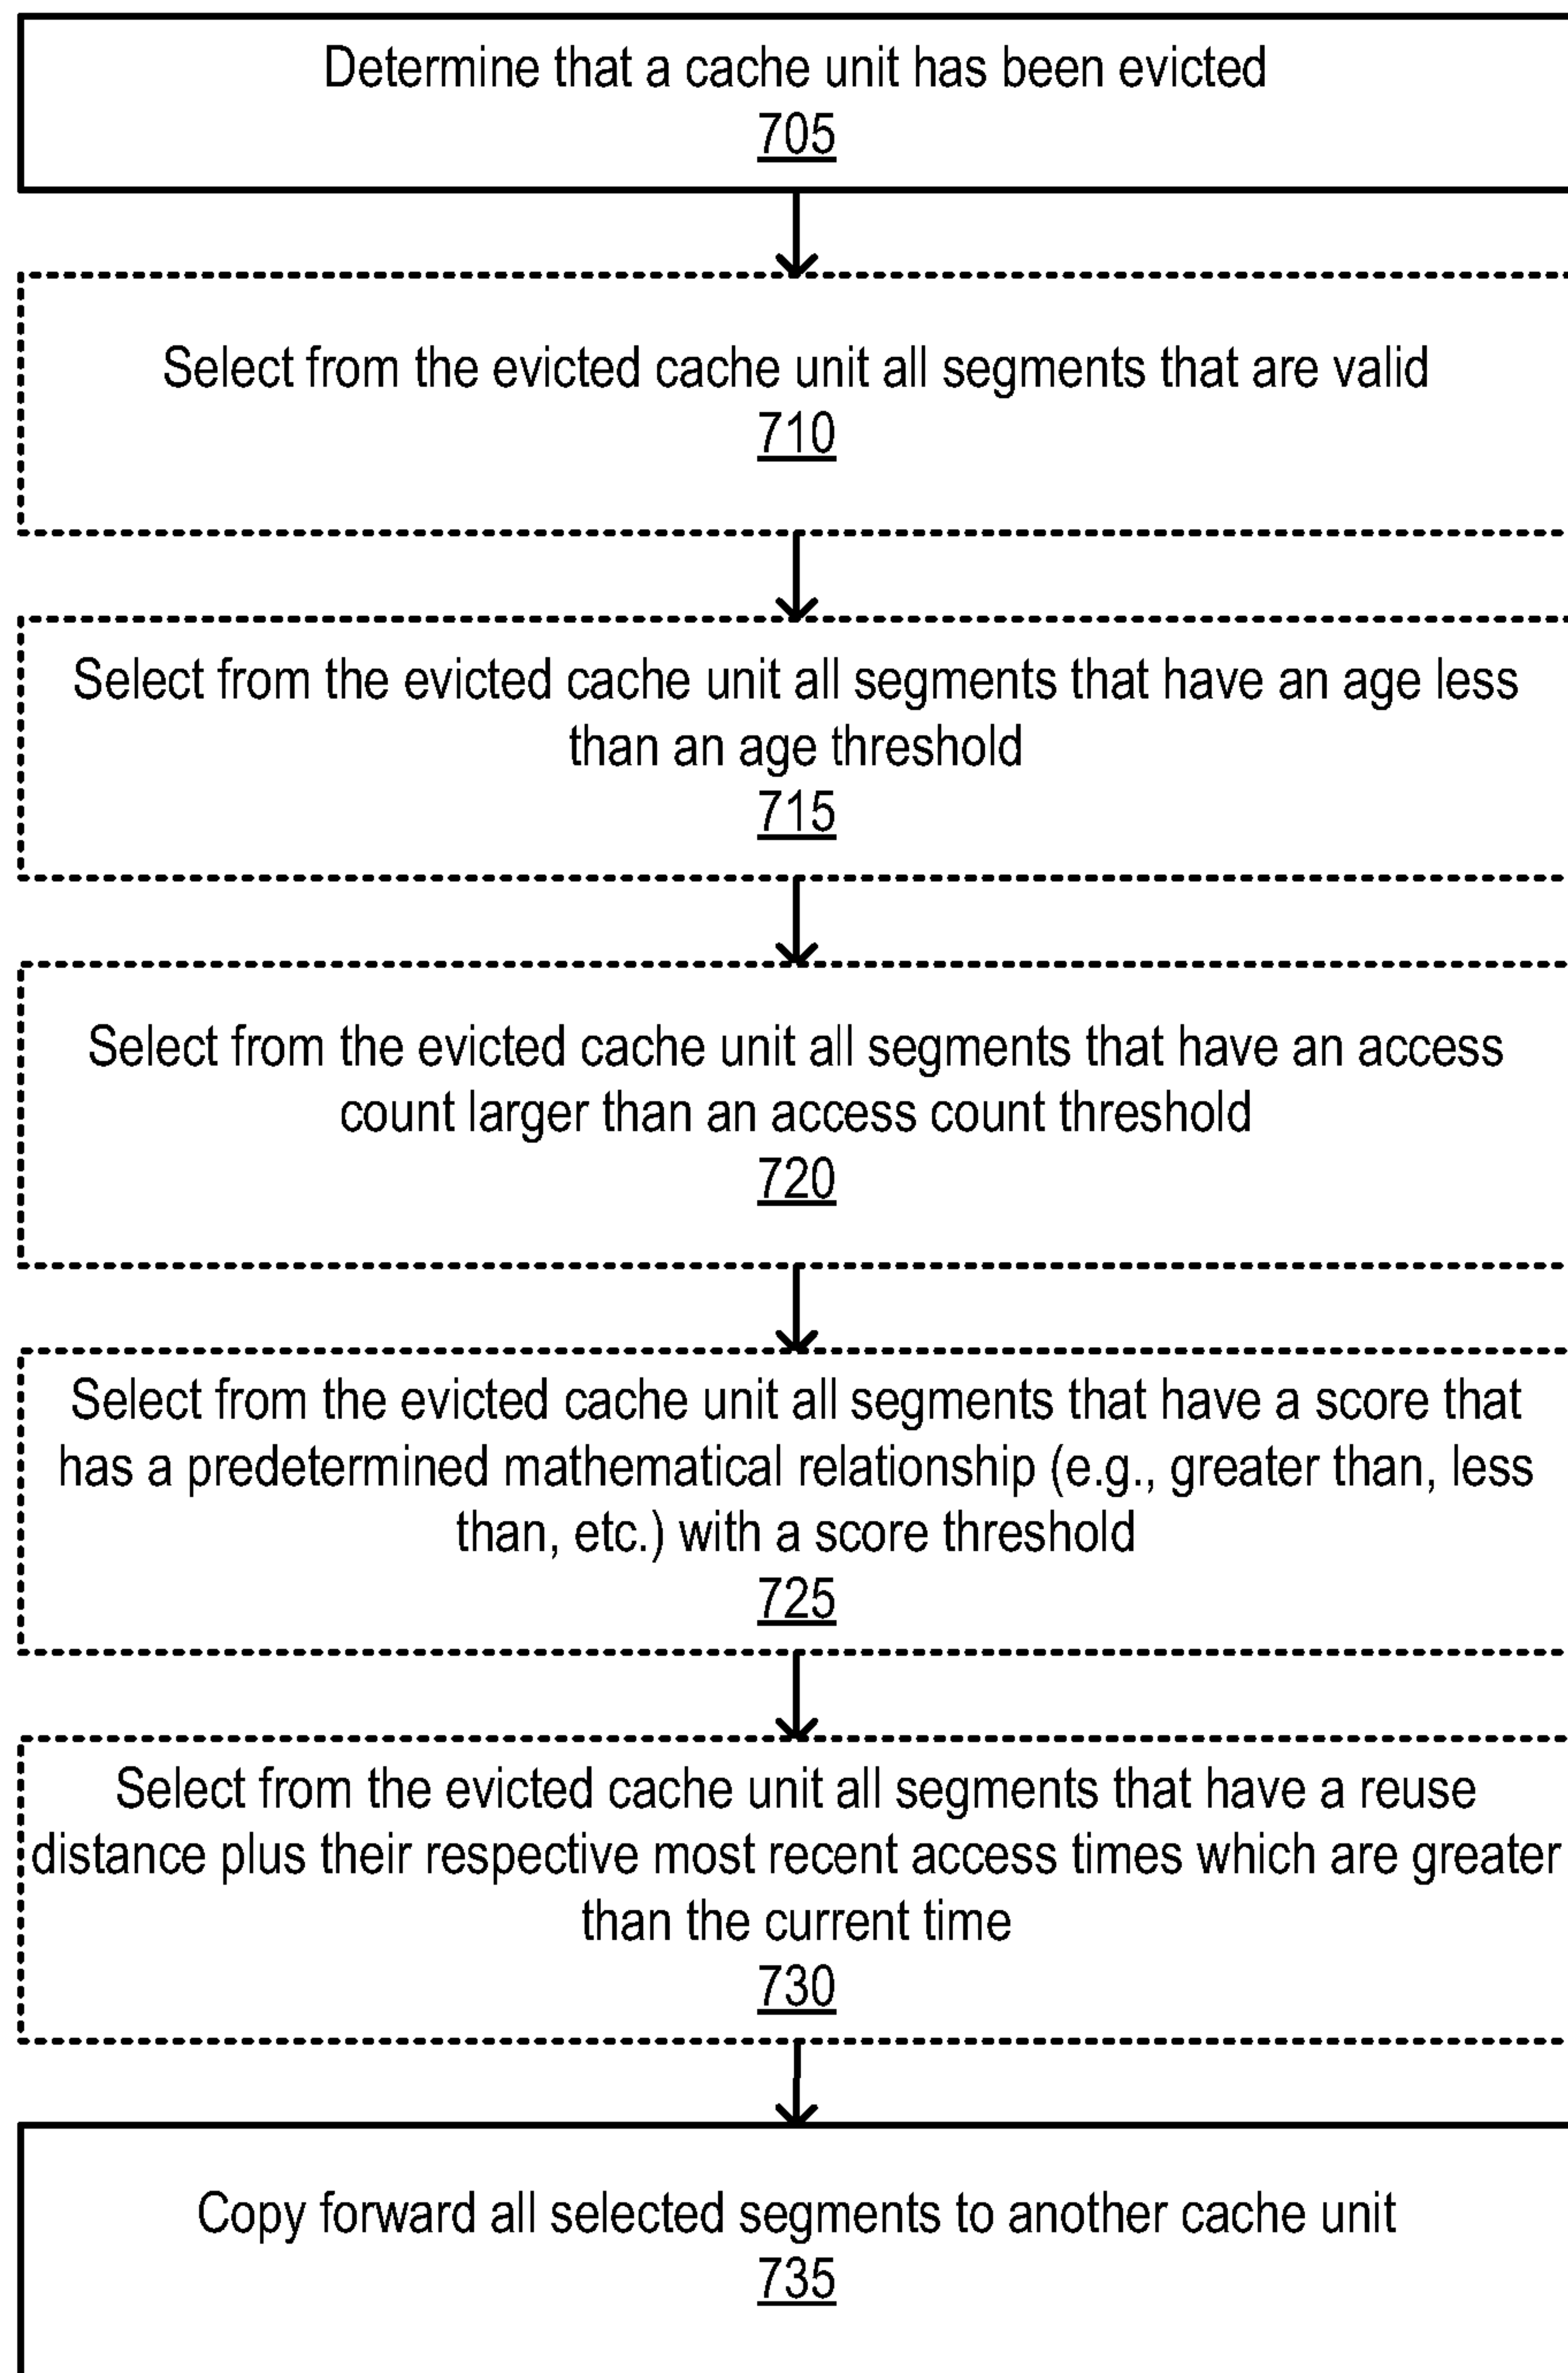 Determine that a cache unit has been evicted
705
Select from the evicted cache unit all segments that are valid
710
Select from the evicted cache unit all segments that have an age less
than an age threshold
715
Select from the evicted cache unit all segments that have an access
count larger than an access count threshold
720
Select from the evicted cache unit all segments that have a score that
has a predetermined mathematical relationship (e.g., greater than, less
than, etc.) with a score threshold
725
Select from the evicted cache unit all segments that have a reuse
distance plus their respective most recent access times which are greater
than the current time
730
Copy forward all selected segments to another cache unit
735